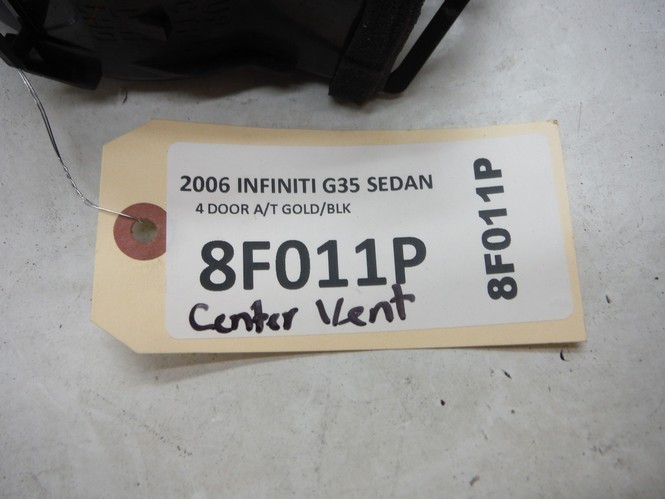 2006 INFINITI G35 SEDAN
4 DOOR A/T GOLD/BLK
8F011P
Center Vent
8F011P